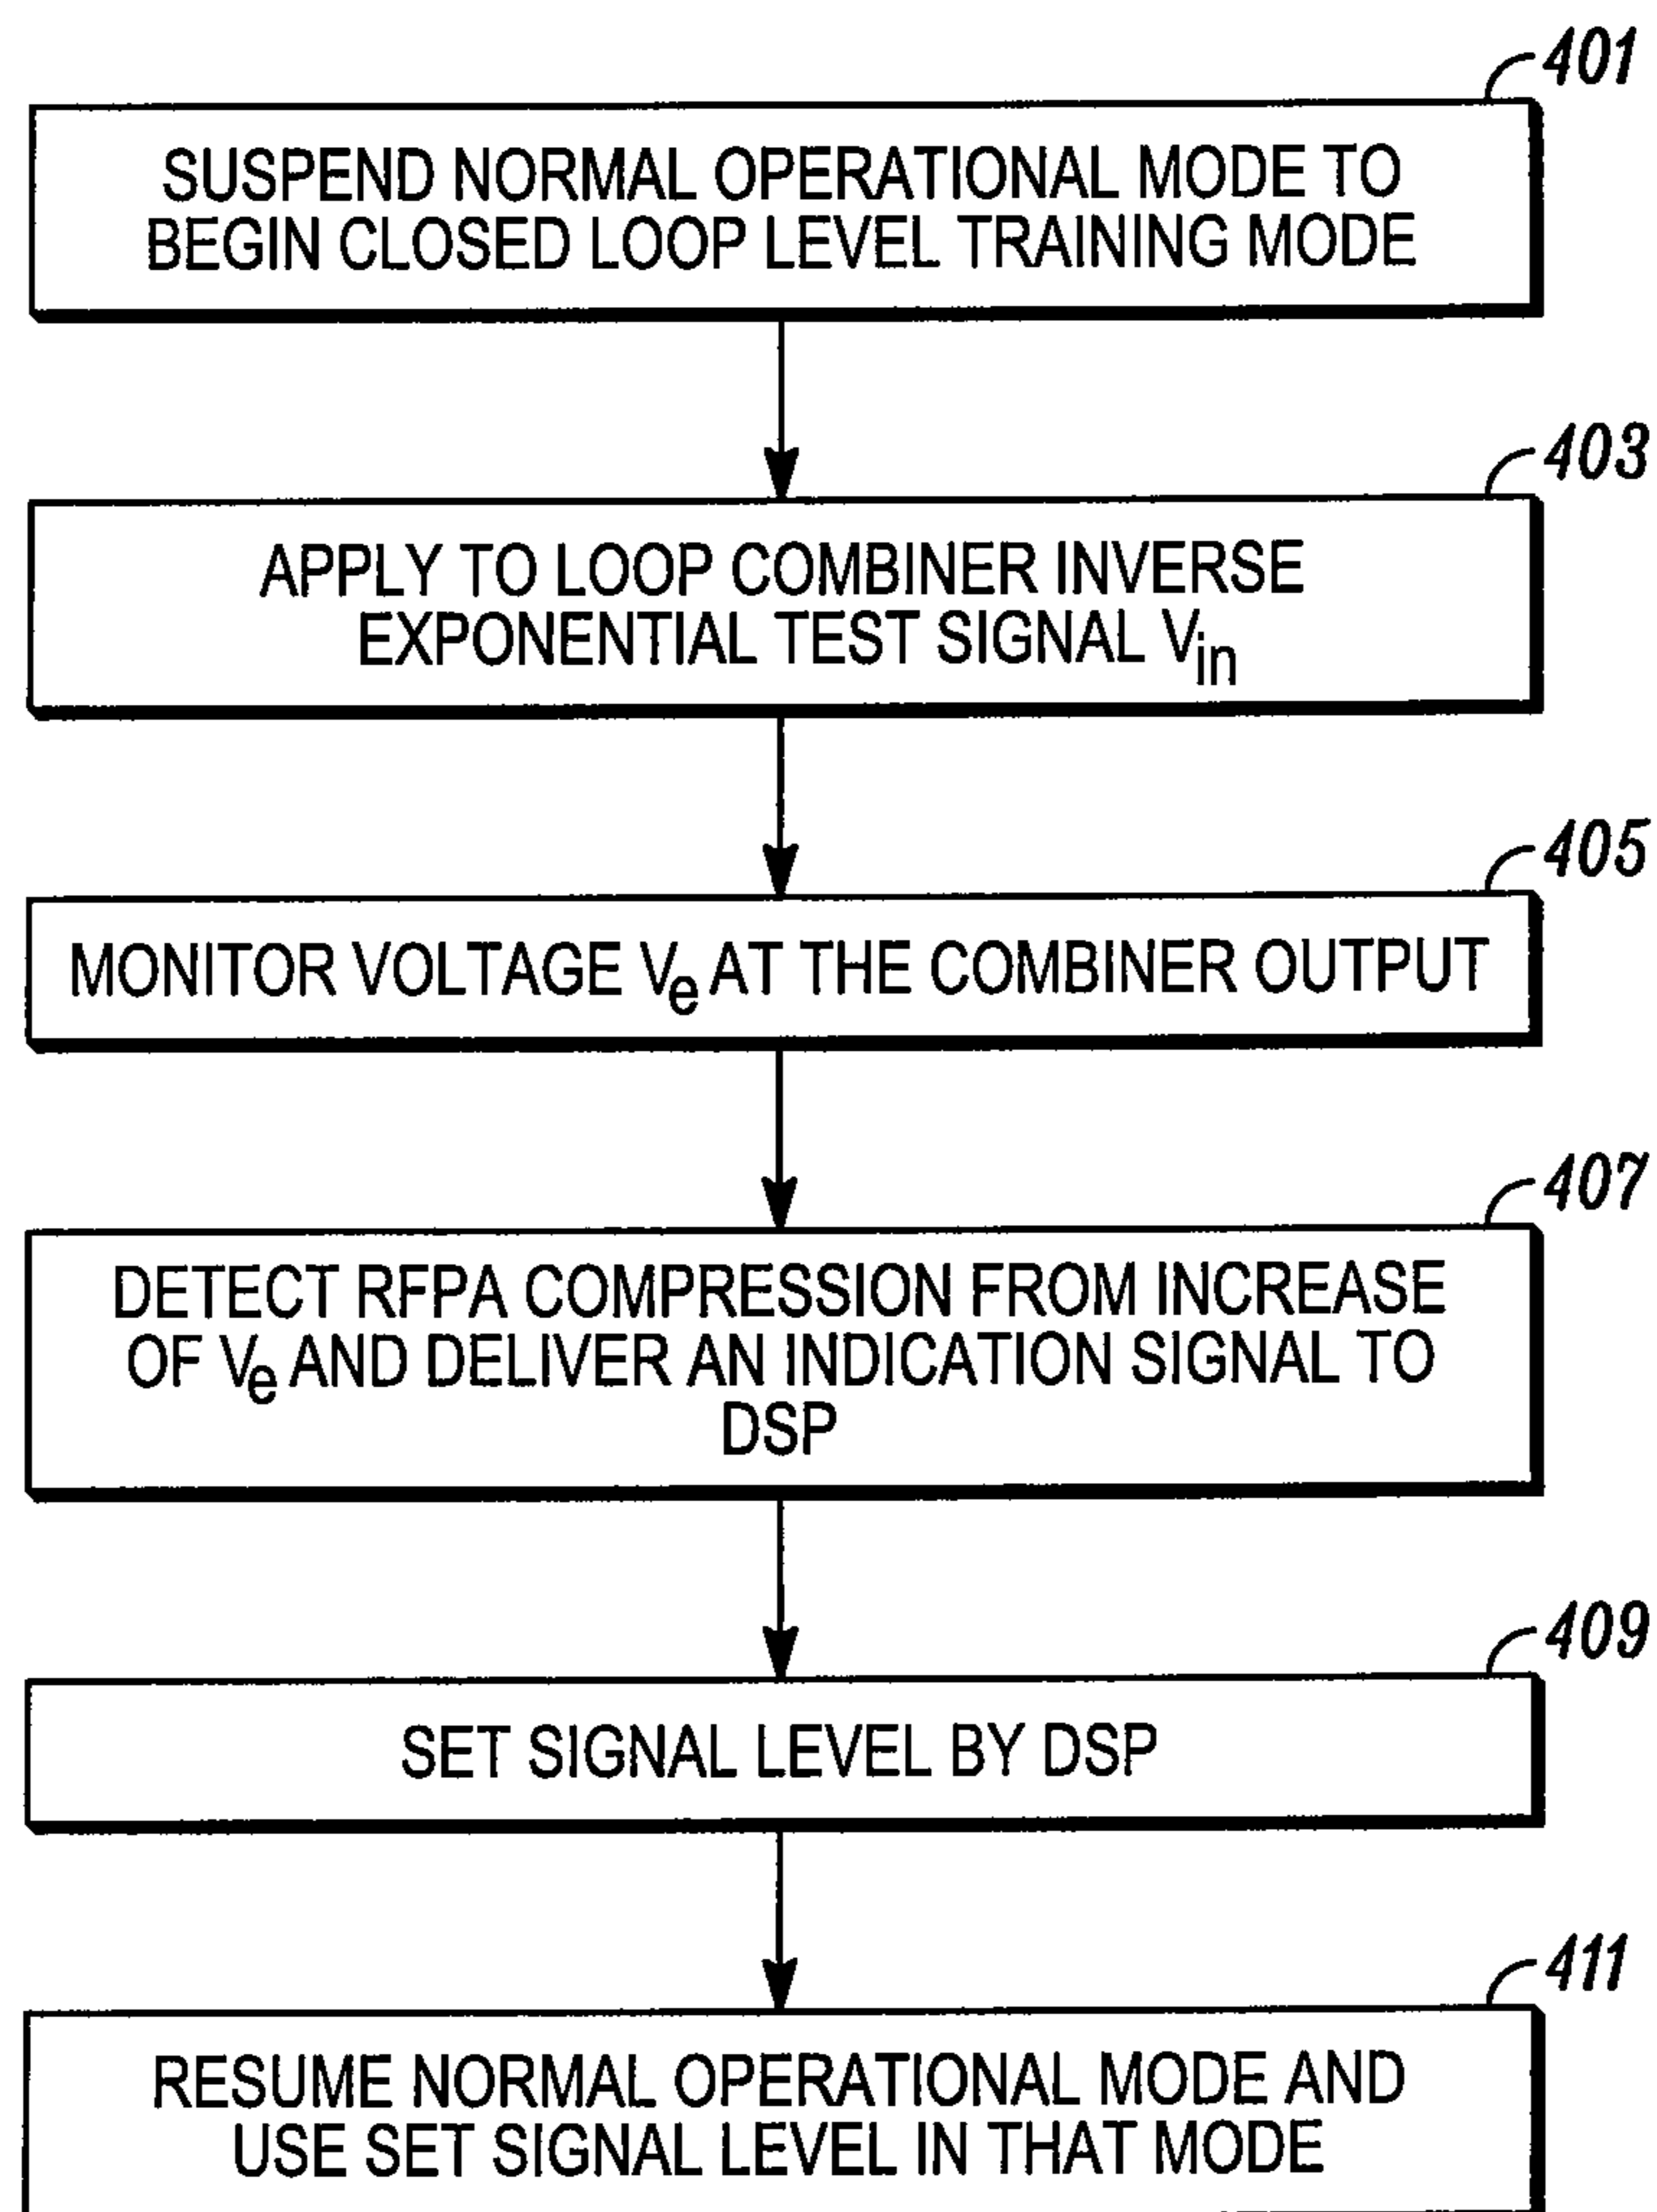 401
SUSPEND NORMAL OPERATIONAL MODE TO
BEGIN CLOSED LOOP LEVEL TRAINING MODE
403
APPLY TO LOOP COMBINER INVERSE
EXPONENTIAL TEST SIGNAL Vin
405
MONITOR VOLTAGE Ve AT THE COMBINER OUTPUT
407
DETECT RFPA COMPRESSION FROM INCREASE
OF Ve AND DELIVER AN INDICATION SIGNAL TO
DSP
409
SET SIGNAL LEVEL BY DSP
411
RESUME NORMAL OPERATIONAL MODE AND
USE SET SIGNAL LEVEL IN THAT MODE